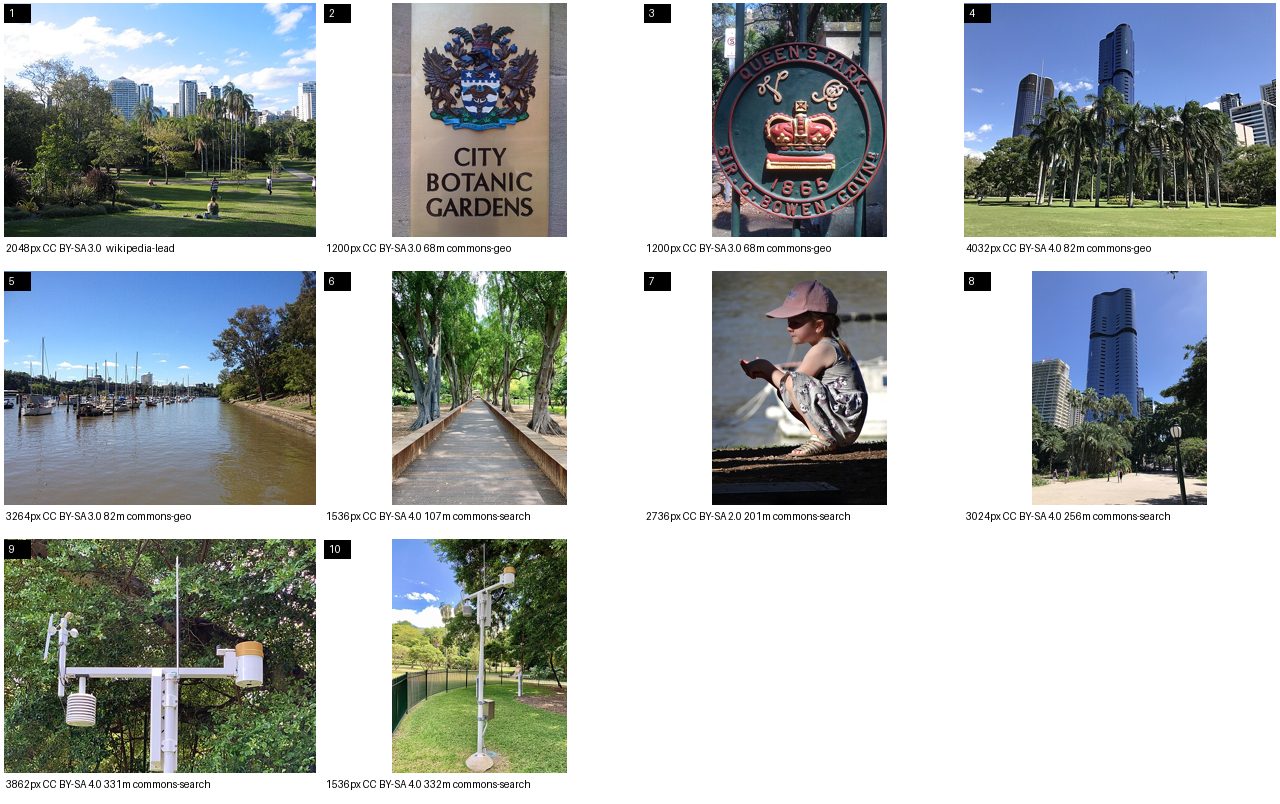 1
2
3
4
CITY
BOTANIC
GARDENS
QUEEN'S PARK.
1865
SIR. G. BOWEN. GOVNR
2048px CC BY-SA 3.0 wikipedia-lead
1200px CC BY-SA 3.0 68m commons-geo
1200px CC BY-SA 3.0 68m commons-geo
4032px CC BY-SA 4.0 82m commons-geo
5
6
7
8
3264px CC BY-SA 3.0 82m commons-geo
1536px CC BY-SA 4.0 107m commons-search
2736px CC BY-SA 2.0 201m commons-search
3024px CC BY-SA 4.0 256m commons-search
9
10
3862px CC BY-SA 4.0 331m commons-search
1536px CC BY-SA 4.0 332m commons-search